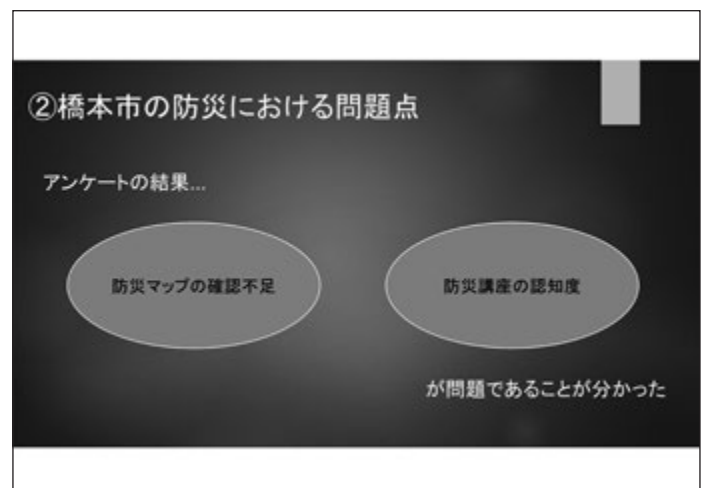 ②橋本市の防災における問題点
アンケートの結果...
防災マップの確認不足
防災講座の認知度
が問題であることが分かった